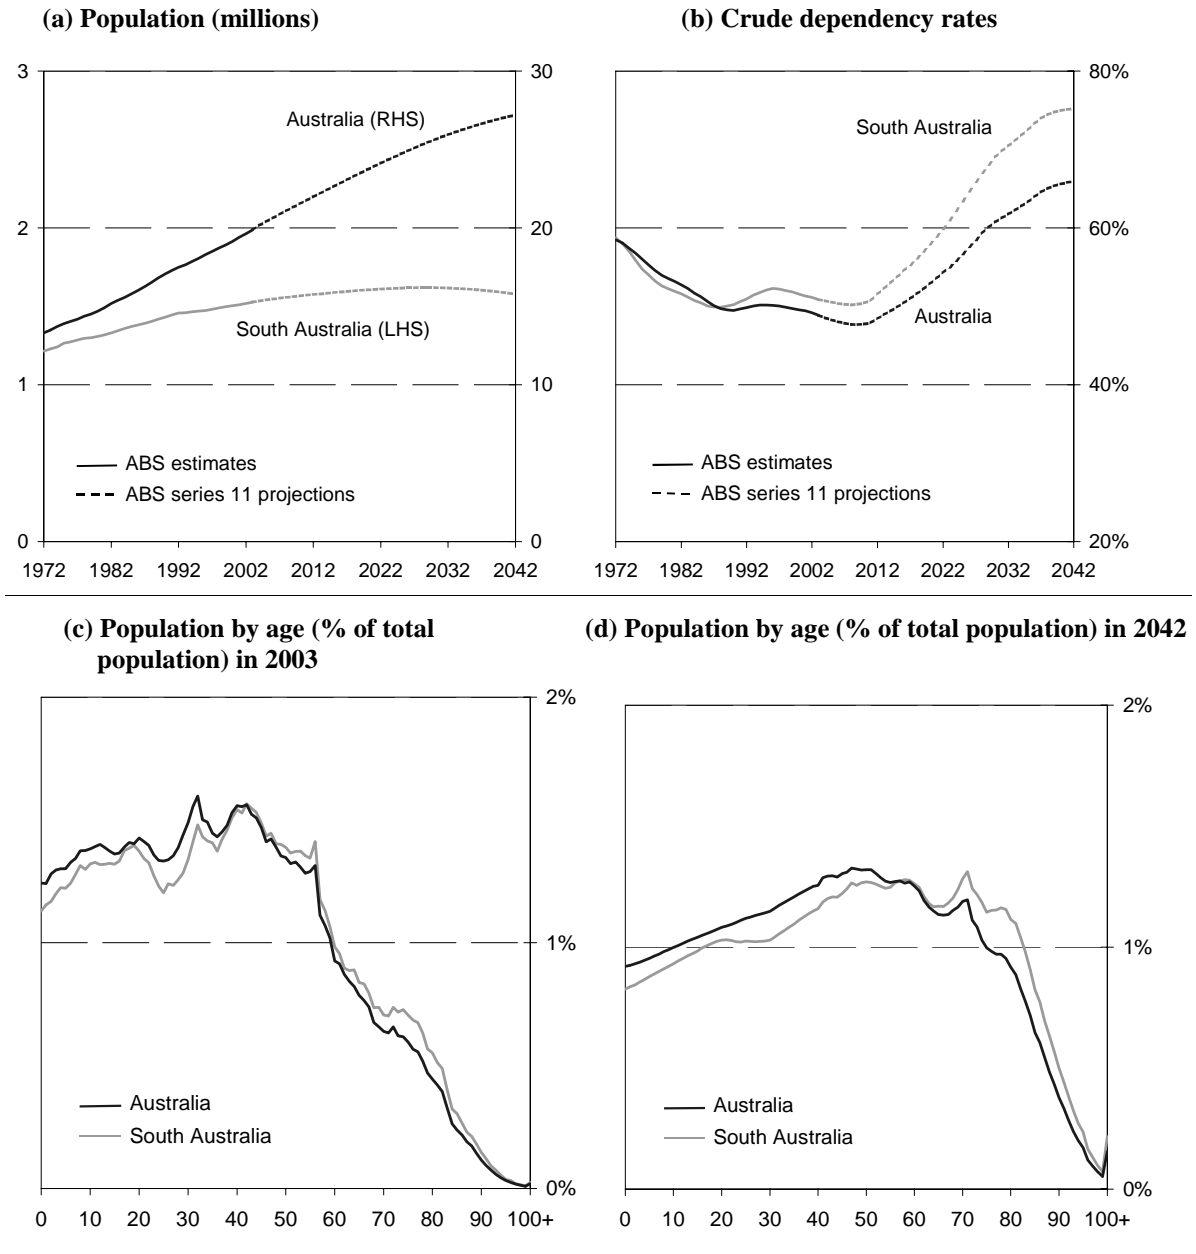 (a) Population (millions)
(b) Crude dependency rates
3
30
80%
Australia (RHS)
South Australia
2
20
60%
South Australia (LHS)
Australia
1
10
40%
ABS estimates
ABS series 11 projections
ABS estimates
ABS series 11 projections
0
0
20%
1972 1982 1992 2002 2012 2022 2032 2042
1972 1982 1992 2002 2012 2022 2032 2042
(c) Population by age (% of total
population) in 2003
(d) Population by age (% of total population) in 2042
2%
2%
1%
1%
Australia
South Australia
Australia
South Australia
0%
0%
0 10 20 30 40 50 60 70 80 90 100+
0 10 20 30 40 50 60 70 80 90 100+